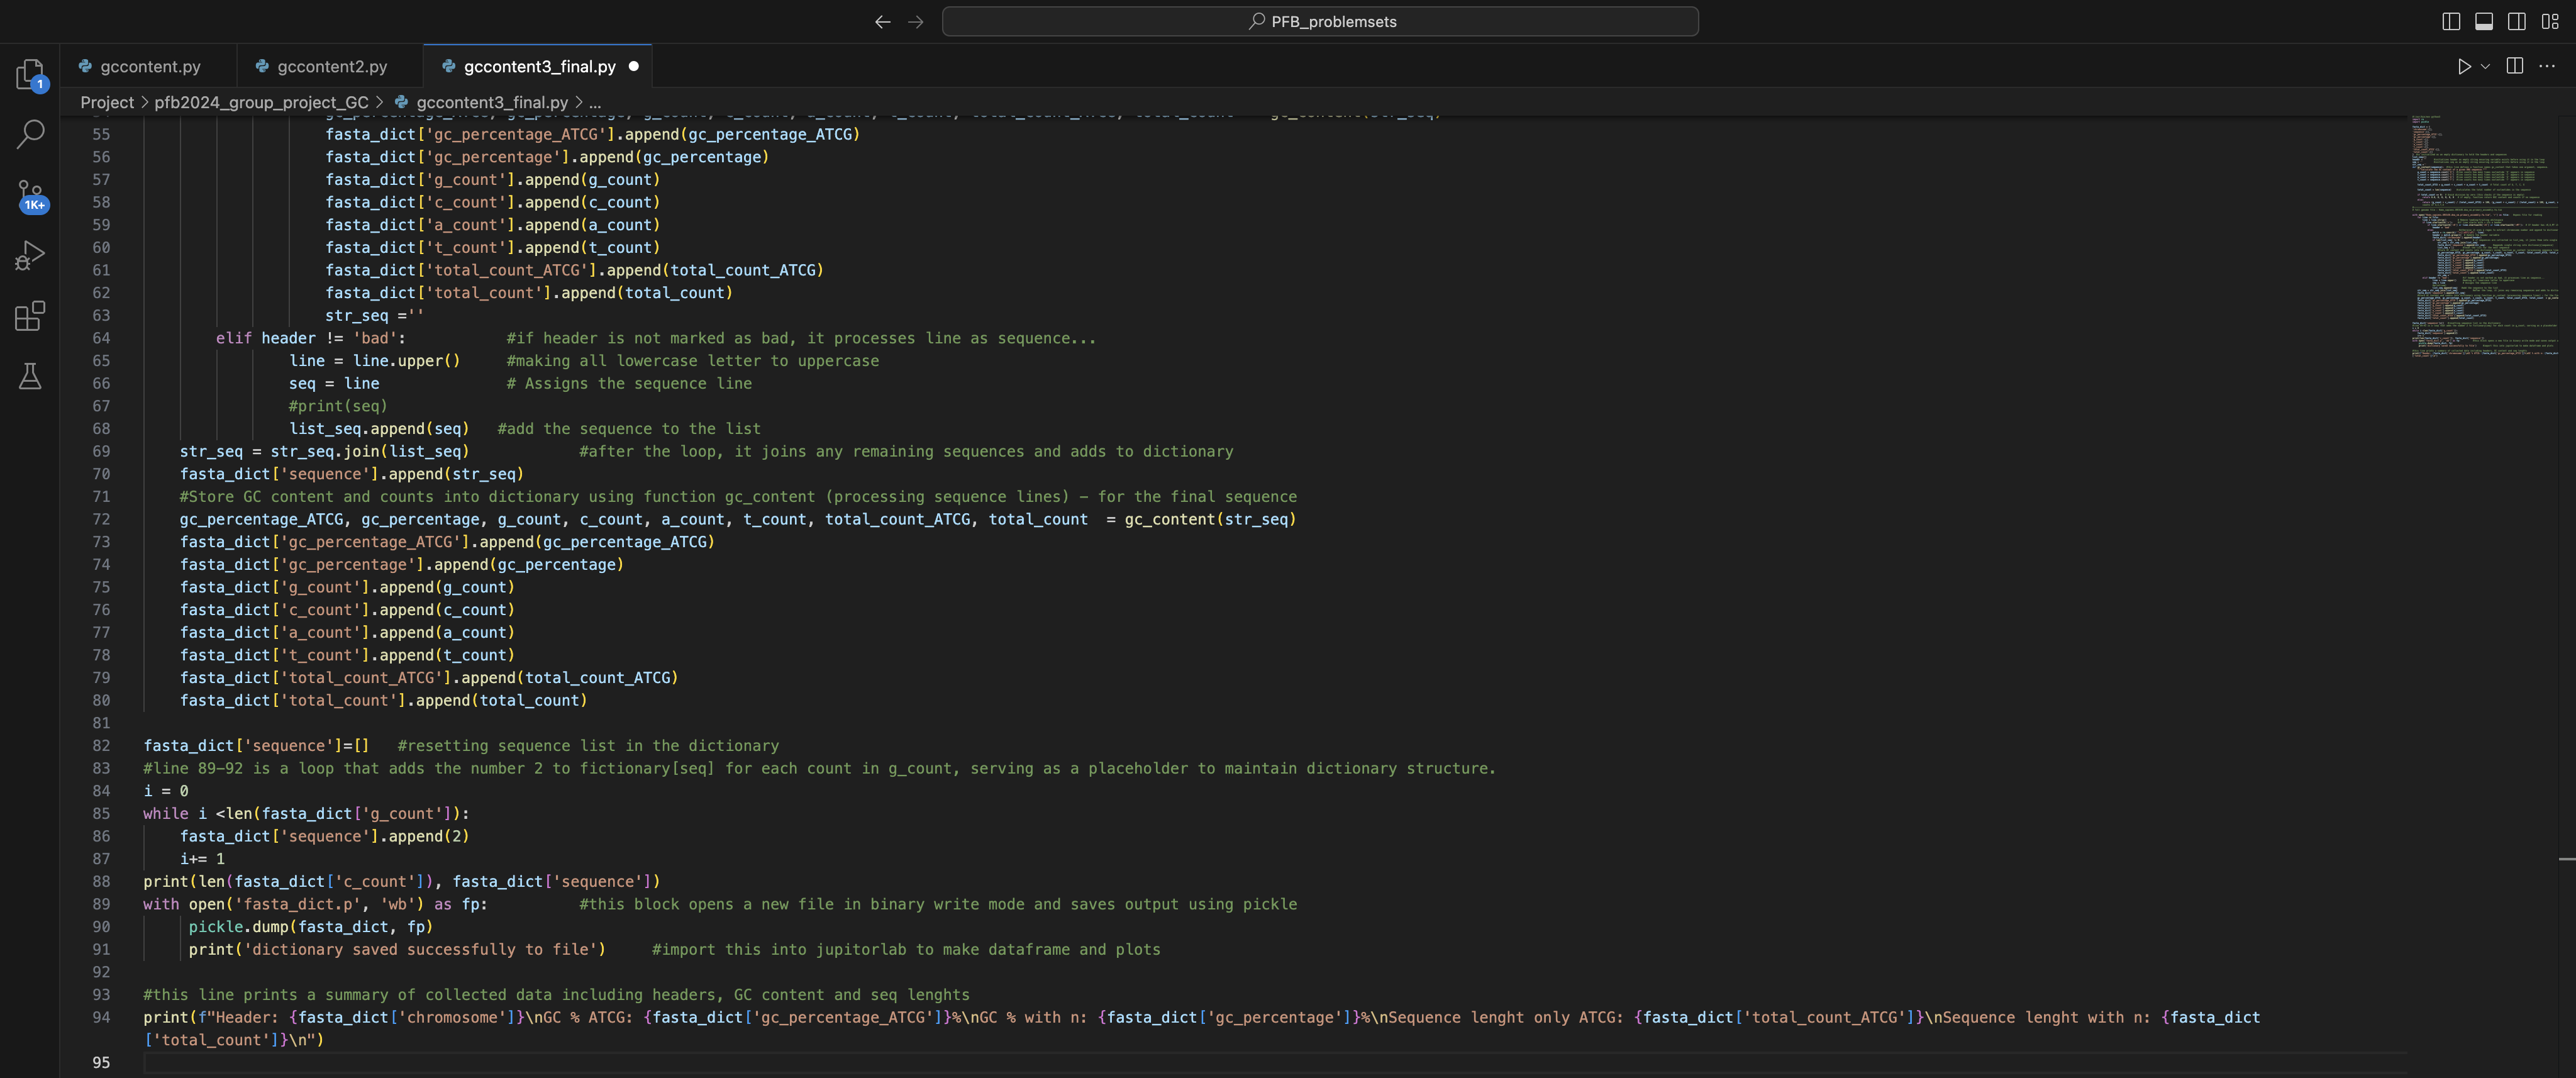 PFB_problemsets
gccontent.py
gccontent2.py
gccontent3_final.py
1
Project > pfb2024_group_project_GC > gccontent3_final.py > ...
55 fasta_dict['gc_percentage_ATCG'].append(gc_percentage_ATCG)
56 fasta_dict['gc_percentage'].append(gc_percentage)
57 fasta_dict['g_count'].append(g_count)
58 fasta_dict['c_count'].append(c_count)
1K+
59 fasta_dict['a_count'].append(a_count)
60 fasta_dict['t_count'].append(t_count)
61 fasta_dict['total_count_ATCG'].append(total_count_ATCG)
62 fasta_dict['total_count'].append(total_count)
63 str_seq =''
64 elif header != 'bad': #if header is not marked as bad, it processes line as sequence...
65 line = line.upper() #making all lowercase letter to uppercase
66 seq = line # Assigns the sequence line
67 #print(seq)
68 list_seq.append(seq) #add the sequence to the list
69 str_seq = str_seq.join(list_seq) #after the loop, it joins any remaining sequences and adds to dictionary
70 fasta_dict['sequence'].append(str_seq)
71 #Store GC content and counts into dictionary using function gc_content (processing sequence lines) – for the final sequence
72 gc_percentage_ATCG, gc_percentage, g_count, c_count, a_count, t_count, total_count_ATCG, total_count  = gc_content(str_seq)
73 fasta_dict['gc_percentage_ATCG'].append(gc_percentage_ATCG)
74 fasta_dict['gc_percentage'].append(gc_percentage)
75 fasta_dict['g_count'].append(g_count)
76 fasta_dict['c_count'].append(c_count)
77 fasta_dict['a_count'].append(a_count)
78 fasta_dict['t_count'].append(t_count)
79 fasta_dict['total_count_ATCG'].append(total_count_ATCG)
80 fasta_dict['total_count'].append(total_count)
81
82 fasta_dict['sequence']=[] #resetting sequence list in the dictionary
83 #line 89–92 is a loop that adds the number 2 to fictionary[seq] for each count in g_count, serving as a placeholder to maintain dictionary structure.
84 i = 0
85 while i <len(fasta_dict['g_count']):
86 fasta_dict['sequence'].append(2)
87 i+= 1
88 print(len(fasta_dict['c_count']), fasta_dict['sequence'])
89 with open('fasta_dict.p', 'wb') as fp: #this block opens a new file in binary write mode and saves output using pickle
90 pickle.dump(fasta_dict, fp)
91 print('dictionary saved successfully to file') #import this into jupitorlab to make dataframe and plots
92
93 #this line prints a summary of collected data including headers, GC content and seq lenghts
94 print(f"Header: {fasta_dict['chromosome']}\nGC % ATCG: {fasta_dict['gc_percentage_ATCG']}%\nGC % with n: {fasta_dict['gc_percentage']}%\nSequence lenght only ATCG: {fasta_dict['total_count_ATCG']}\nSequence lenght with n: {fasta_dict
['total_count']}\n")
95